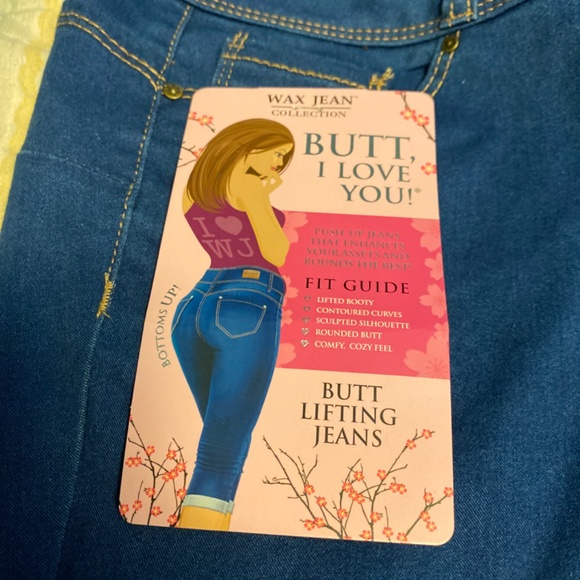 WAX JEAN™
COLLECTION
BUTT,
I LOVE
YOU!®
I ♥
WJ
PUSH-UP JEANS
THAT ENHANCES
YOUR ASSETS AND
ROUNDS THE REST!
FIT GUIDE
LIFTED BOOTY
CONTOURED CURVES
SCULPTED SILHOUETTE
ROUNDED BUTT
COMFY, COZY FEEL
BOTTOMS UP!
BUTT
LIFTING
JEANS